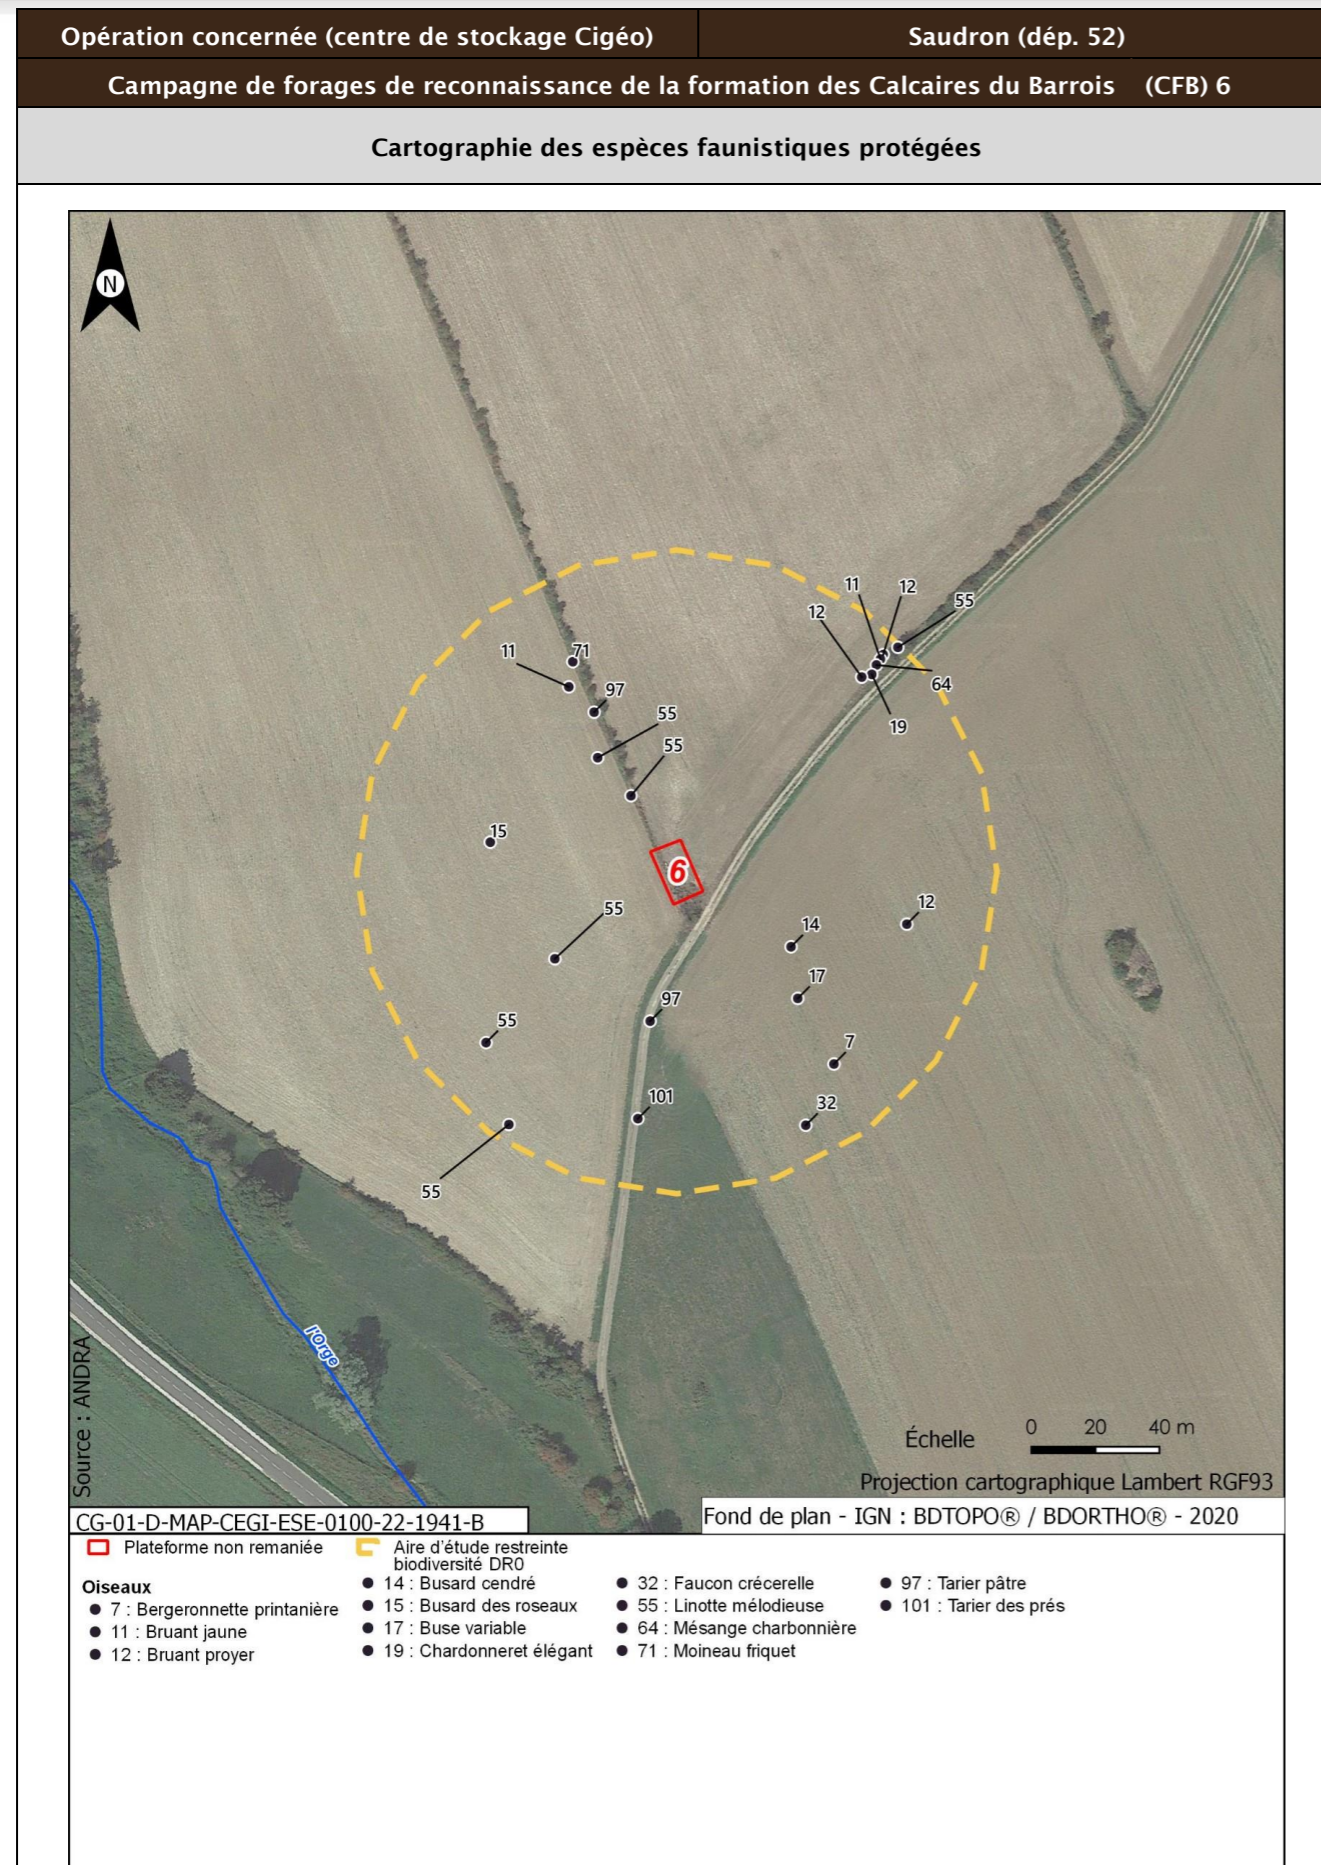 Opération concernée (centre de stockage Cigéo)
Saudron (dép. 52)
Campagne de forages de reconnaissance de la formation des Calcaires du Barrois (CFB) 6
Cartographie des espèces faunistiques protégées
N
11
12
12
55
11
71
64
97
19
55
55
15
6
55
12
14
17
97
55
7
101
32
55
l'Orge
Source : ANDRA
Échelle
0 20 40 m
Projection cartographique Lambert RGF93
CG-01-D-MAP-CEGI-ESE-0100-22-1941-B
Fond de plan - IGN : BDTOPO® / BDORTHO® - 2020
Plateforme non remaniée
Aire d'étude restreinte
biodiversité DR0
Oiseaux
7 : Bergeronnette printanière
11 : Bruant jaune
12 : Bruant proyer
14 : Busard cendré
15 : Busard des roseaux
17 : Buse variable
19 : Chardonneret élégant
32 : Faucon crécerelle
55 : Linotte mélodieuse
64 : Mésange charbonnière
71 : Moineau friquet
97 : Tarier pâtre
101 : Tarier des prés